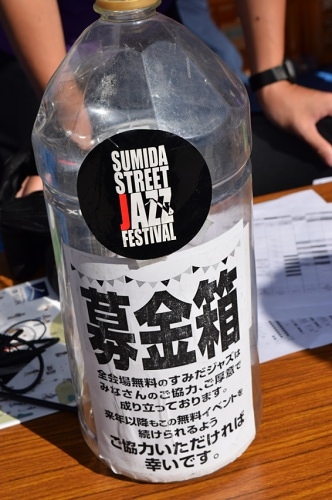 SUMIDA
STREET
JAZZ
FESTIVAL
募金箱
全会場無料のすみだジャズは
みなさんのご協力、ご厚意で
成り立っております。
来年以降もこの無料イベントを
続けられるよう
ご協力いただければ
幸いです。